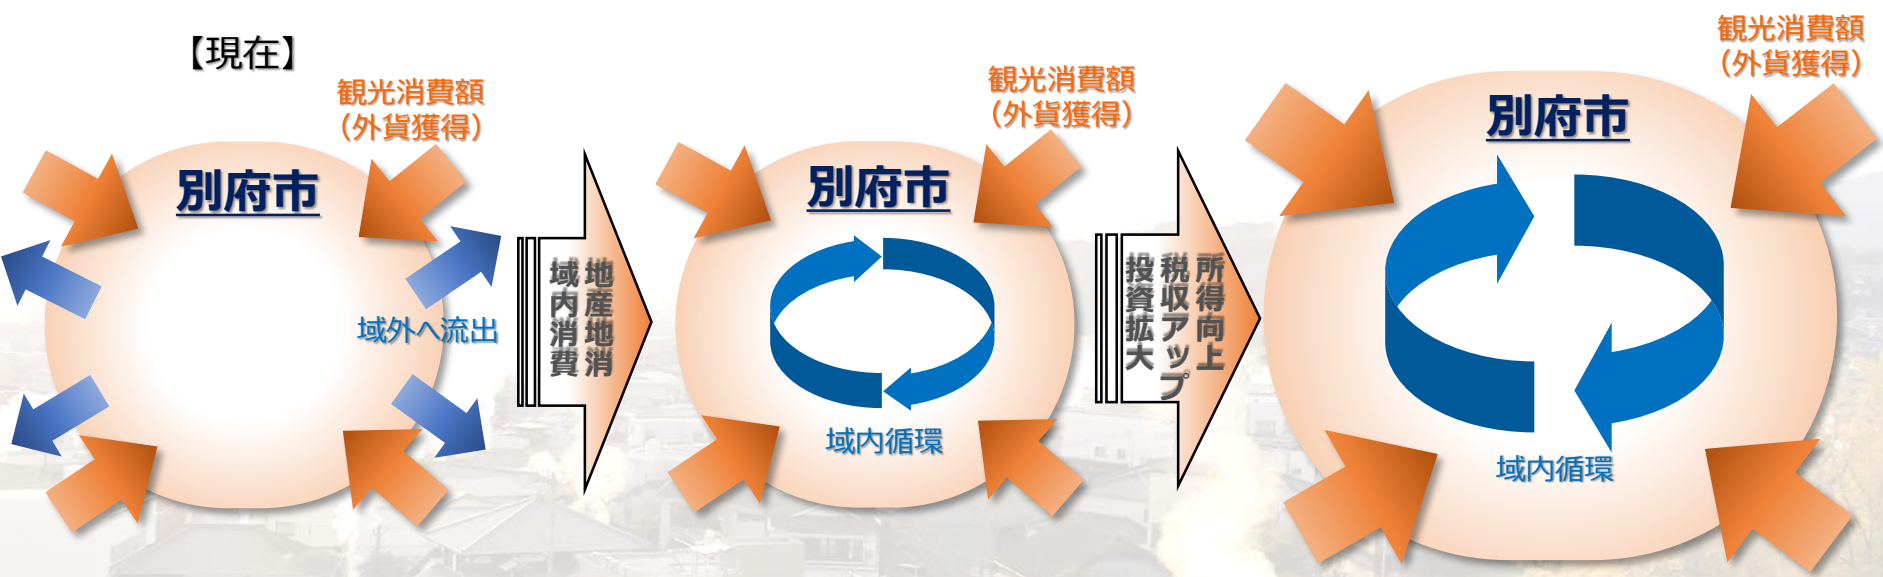 【現在】
観光消費額
（外貨獲得）
別府市
域外へ流出
地産地消
域内消費
観光消費額
（外貨獲得）
別府市
域内循環
所得向上
税収アップ
投資拡大
観光消費額
（外貨獲得）
別府市
域内循環